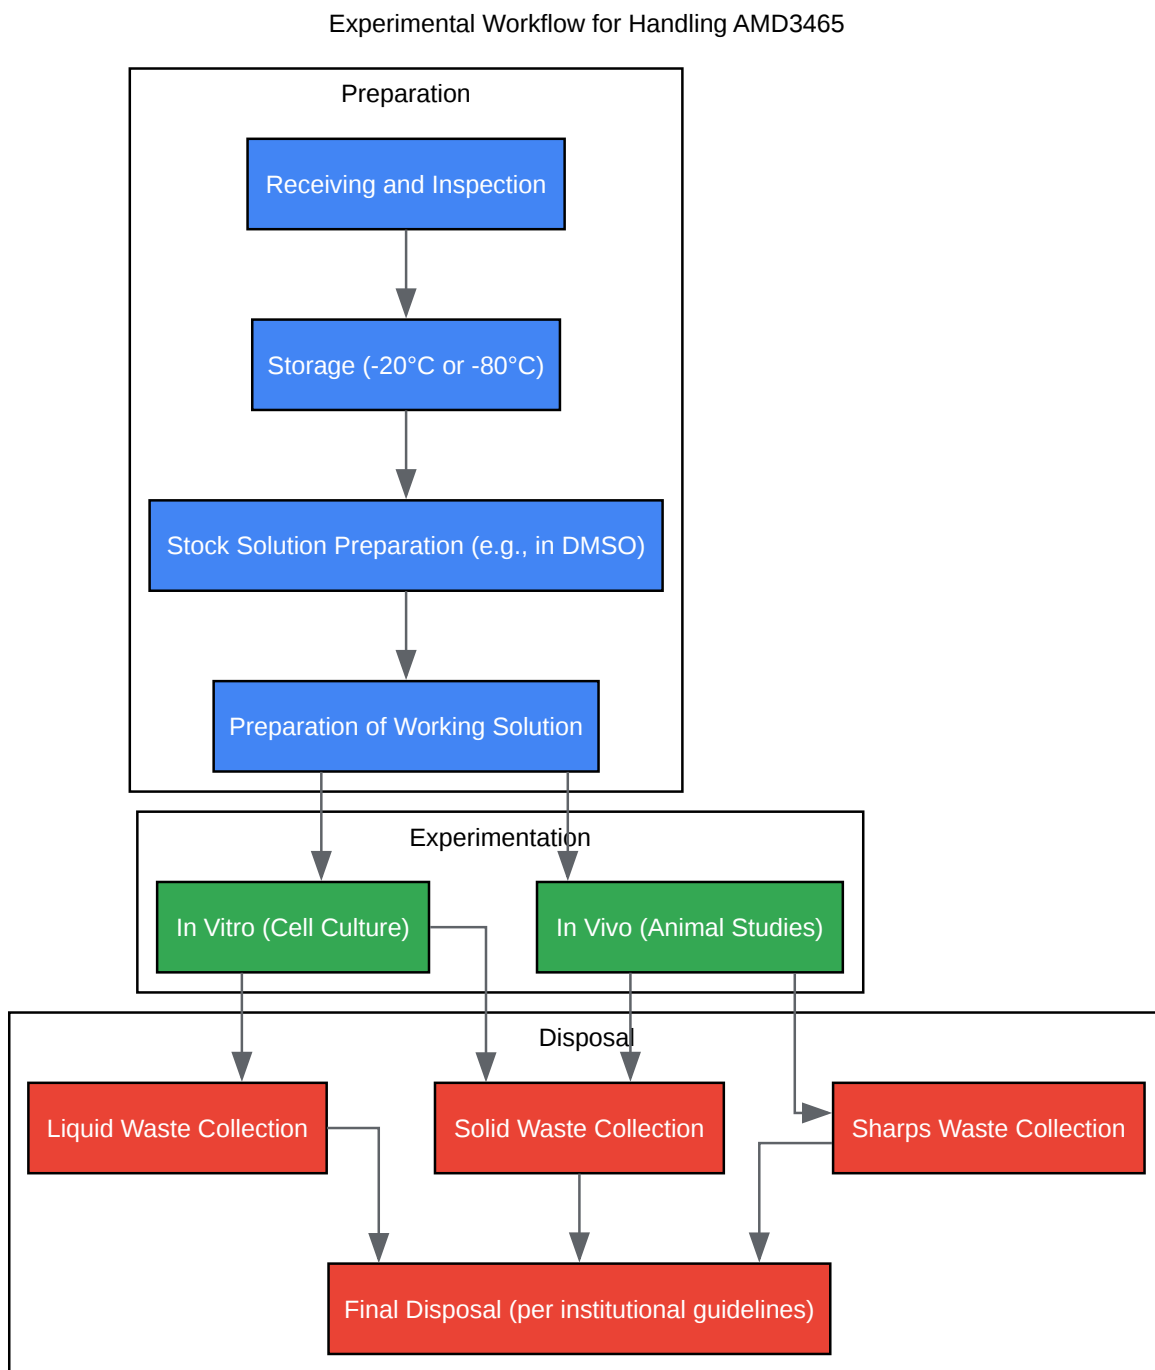 Experimental Workflow for Handling AMD3465
Preparation
Receiving and Inspection
Storage (-20°C or -80°C)
Stock Solution Preparation (e.g., in DMSO)
Preparation of Working Solution
Experimentation
In Vitro (Cell Culture)
In Vivo (Animal Studies)
Disposal
Liquid Waste Collection
Solid Waste Collection
Sharps Waste Collection
Final Disposal (per institutional guidelines)